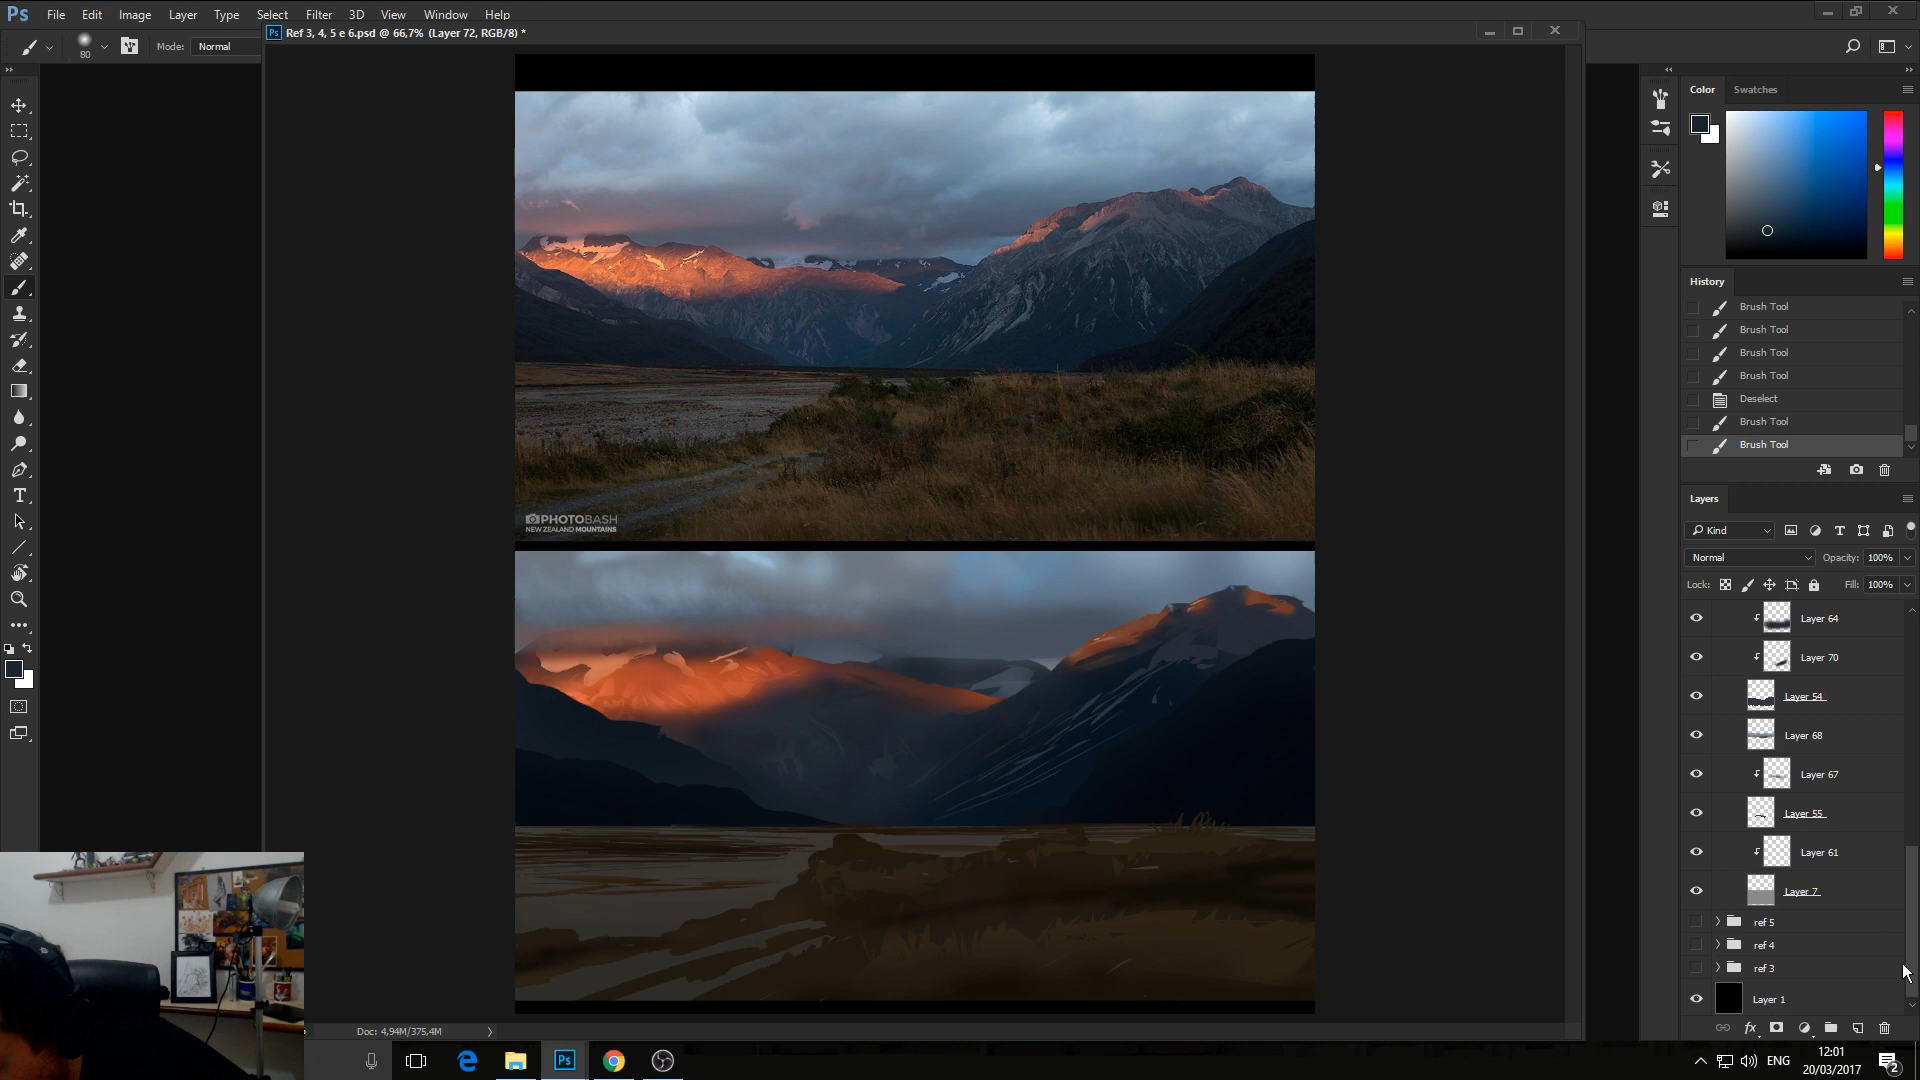 Ps File Edit Image Layer Type Select Filter 3D View Window Help
Ps Ref 3, 4, 5 e 6.psd @ 66,7% (Layer 72, RGB/8) *
80 Mode: Normal
Color Swatches
History
Brush Tool
Brush Tool
Brush Tool
Brush Tool
Deselect
Brush Tool
Brush Tool
Layers
Kind
Normal Opacity: 100%
Lock: Fill: 100%
Layer 64
Layer 70
Layer 54
Layer 68
Layer 67
Layer 55
Layer 61
Layer 7
ref 5
ref 4
ref 3
Layer 1
fx
PHOTOBASH
NEW ZEALAND MOUNTAINS
Doc: 4,94M/375,4M
Ps
ENG
12:01
20/03/2017
2